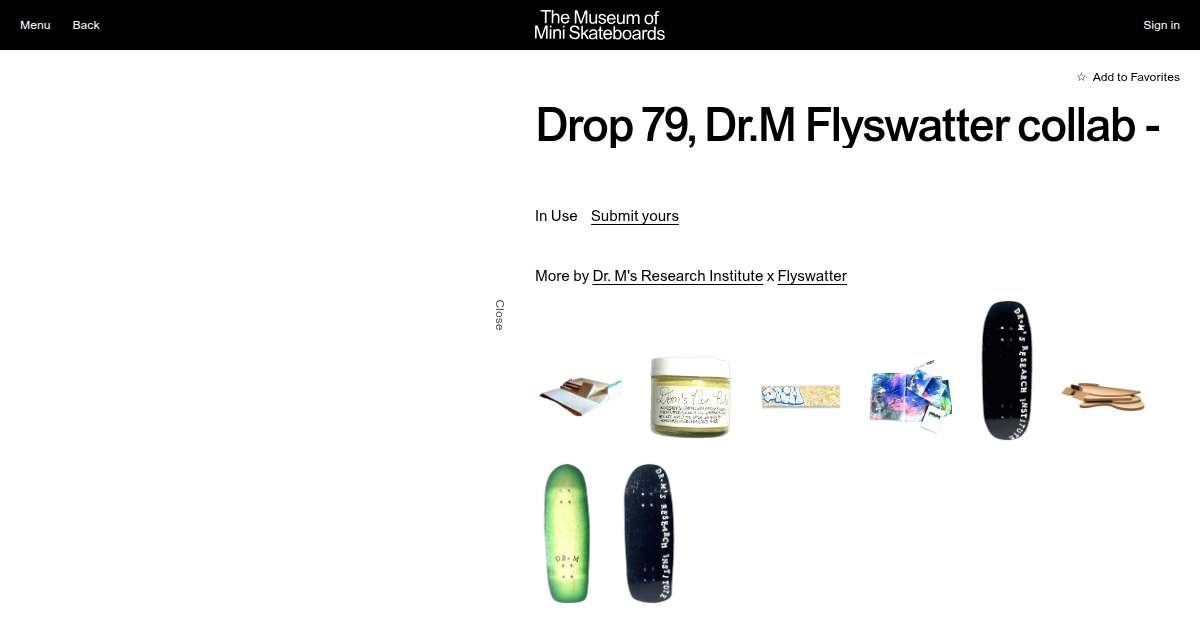 Menu
Back
The Museum of
Mini Skateboards
Sign in
☆ Add to Favorites
Drop 79, Dr.M Flyswatter collab -
In Use
Submit yours
More by Dr. M's Research Institute x Flyswatter
Close
DR•M'S RESEARCH INSTITUTE
DR•M
DR•M'S RESEARCH INSTITUTE